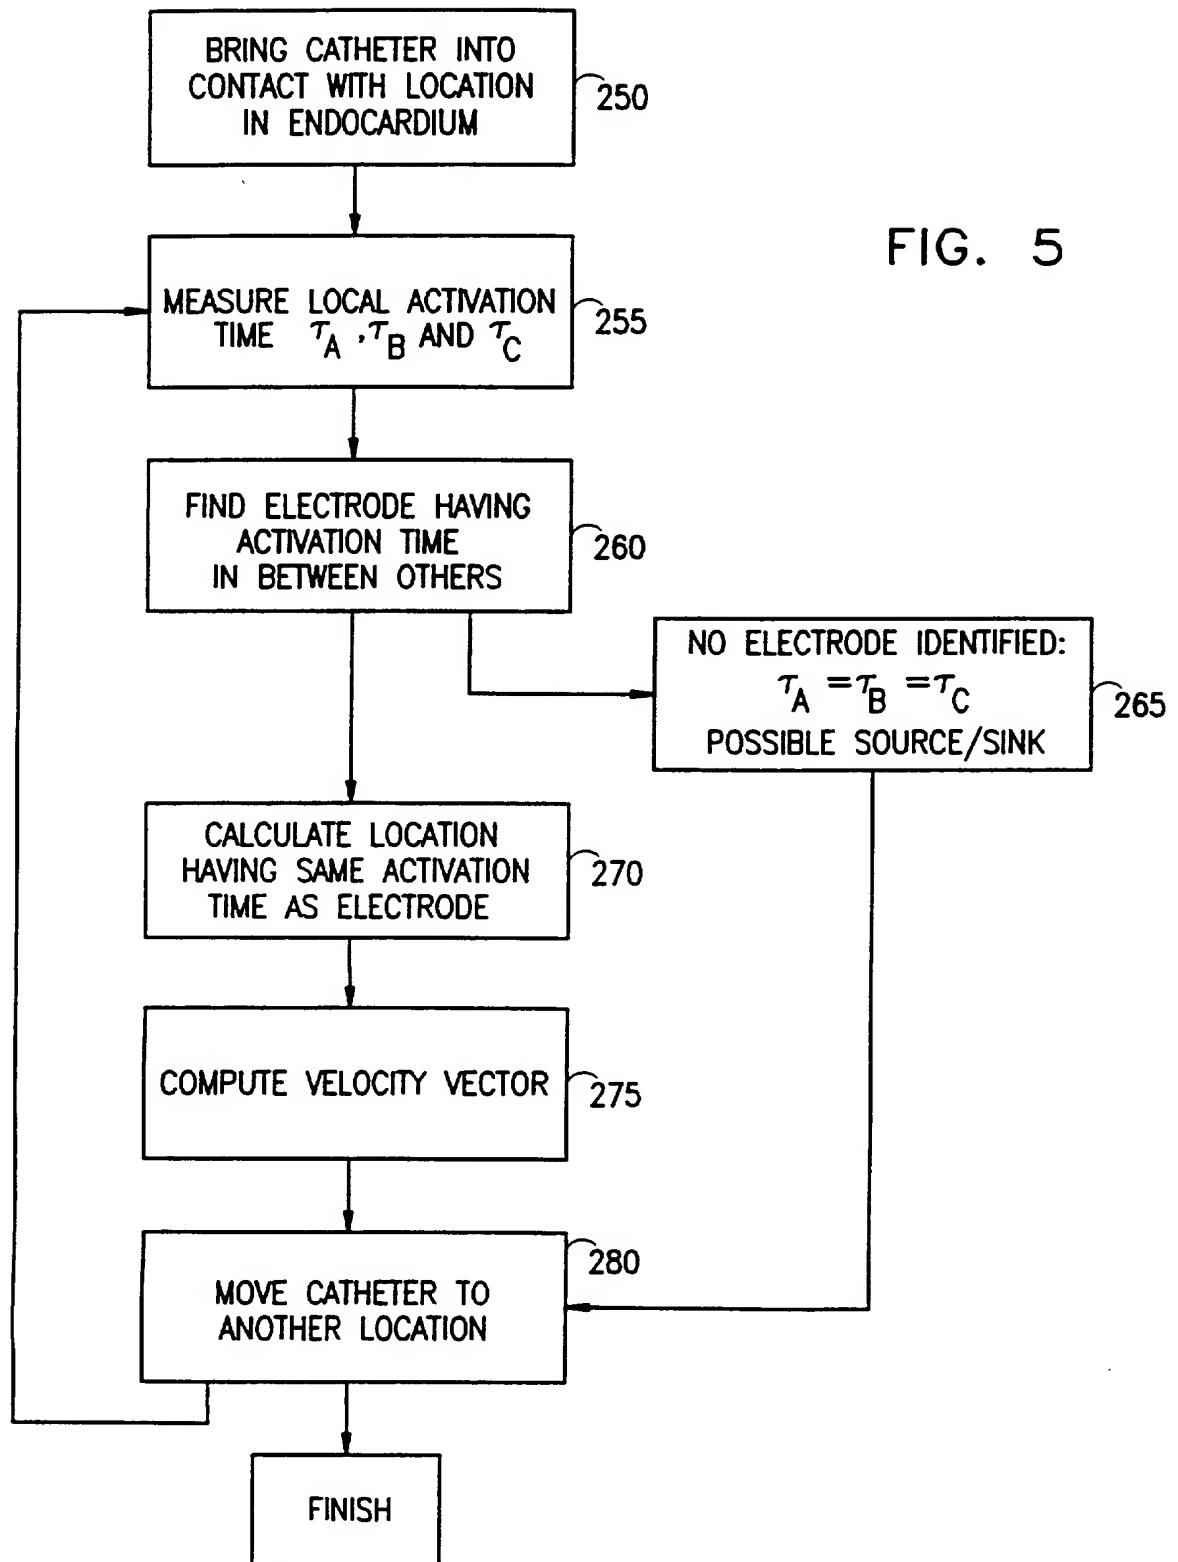 BRING CATHETER INTO
CONTACT WITH LOCATION
IN ENDOCARDIUM
250
FIG. 5
MEASURE LOCAL ACTIVATION
TIME τA ,τB AND τC
255
FIND ELECTRODE HAVING
ACTIVATION TIME
IN BETWEEN OTHERS
260
NO ELECTRODE IDENTIFIED:
τA =τB =τC
POSSIBLE SOURCE/SINK
265
CALCULATE LOCATION
HAVING SAME ACTIVATION
TIME AS ELECTRODE
270
COMPUTE VELOCITY VECTOR
275
MOVE CATHETER TO
ANOTHER LOCATION
280
FINISH